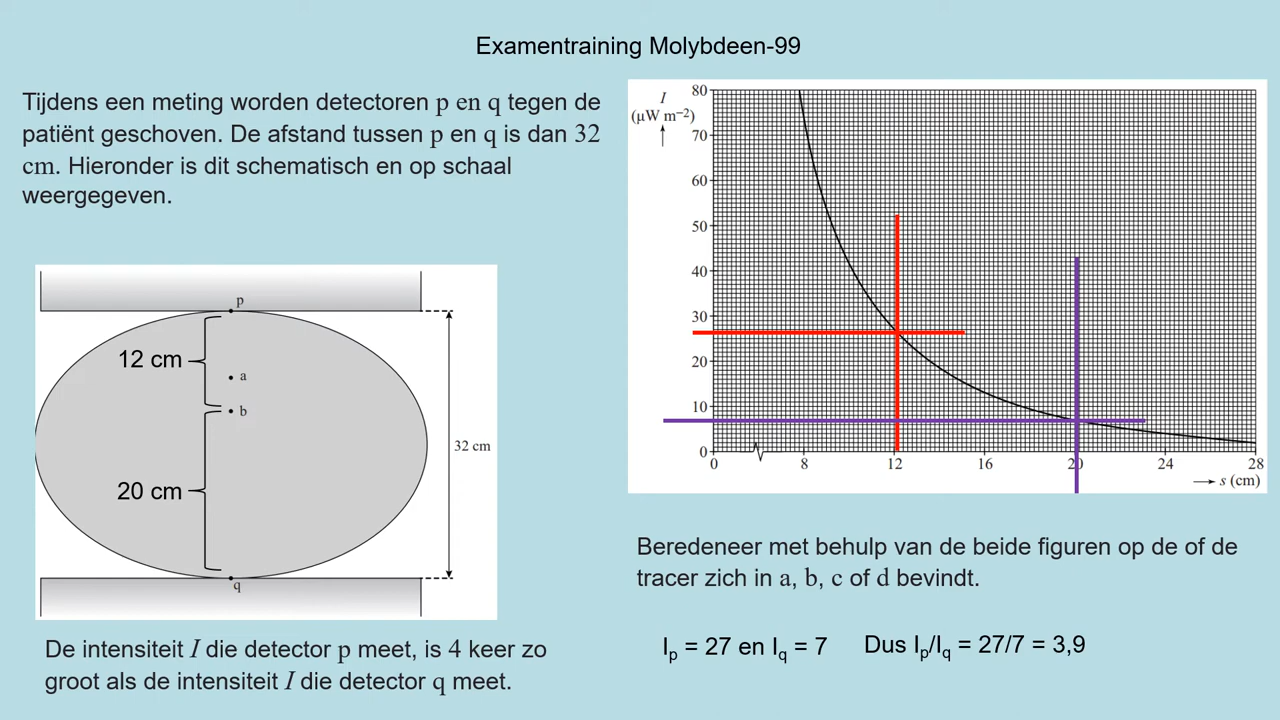 Examentraining Molybdeen-99
Tijdens een meting worden detectoren p en q tegen de
patiënt geschoven. De afstand tussen p en q is dan 32
cm. Hieronder is dit schematisch en op schaal
weergegeven.
p
12 cm
a
b
32 cm
20 cm
q
De intensiteit I die detector p meet, is 4 keer zo
groot als de intensiteit I die detector q meet.
I
(μW m⁻²)
80
70
60
50
40
30
20
10
0
0 8 12 16 20 24 28
s (cm)
Beredeneer met behulp van de beide figuren op de of de
tracer zich in a, b, c of d bevindt.
Iₚ = 27 en I_q = 7 Dus Iₚ/I_q = 27/7 = 3,9